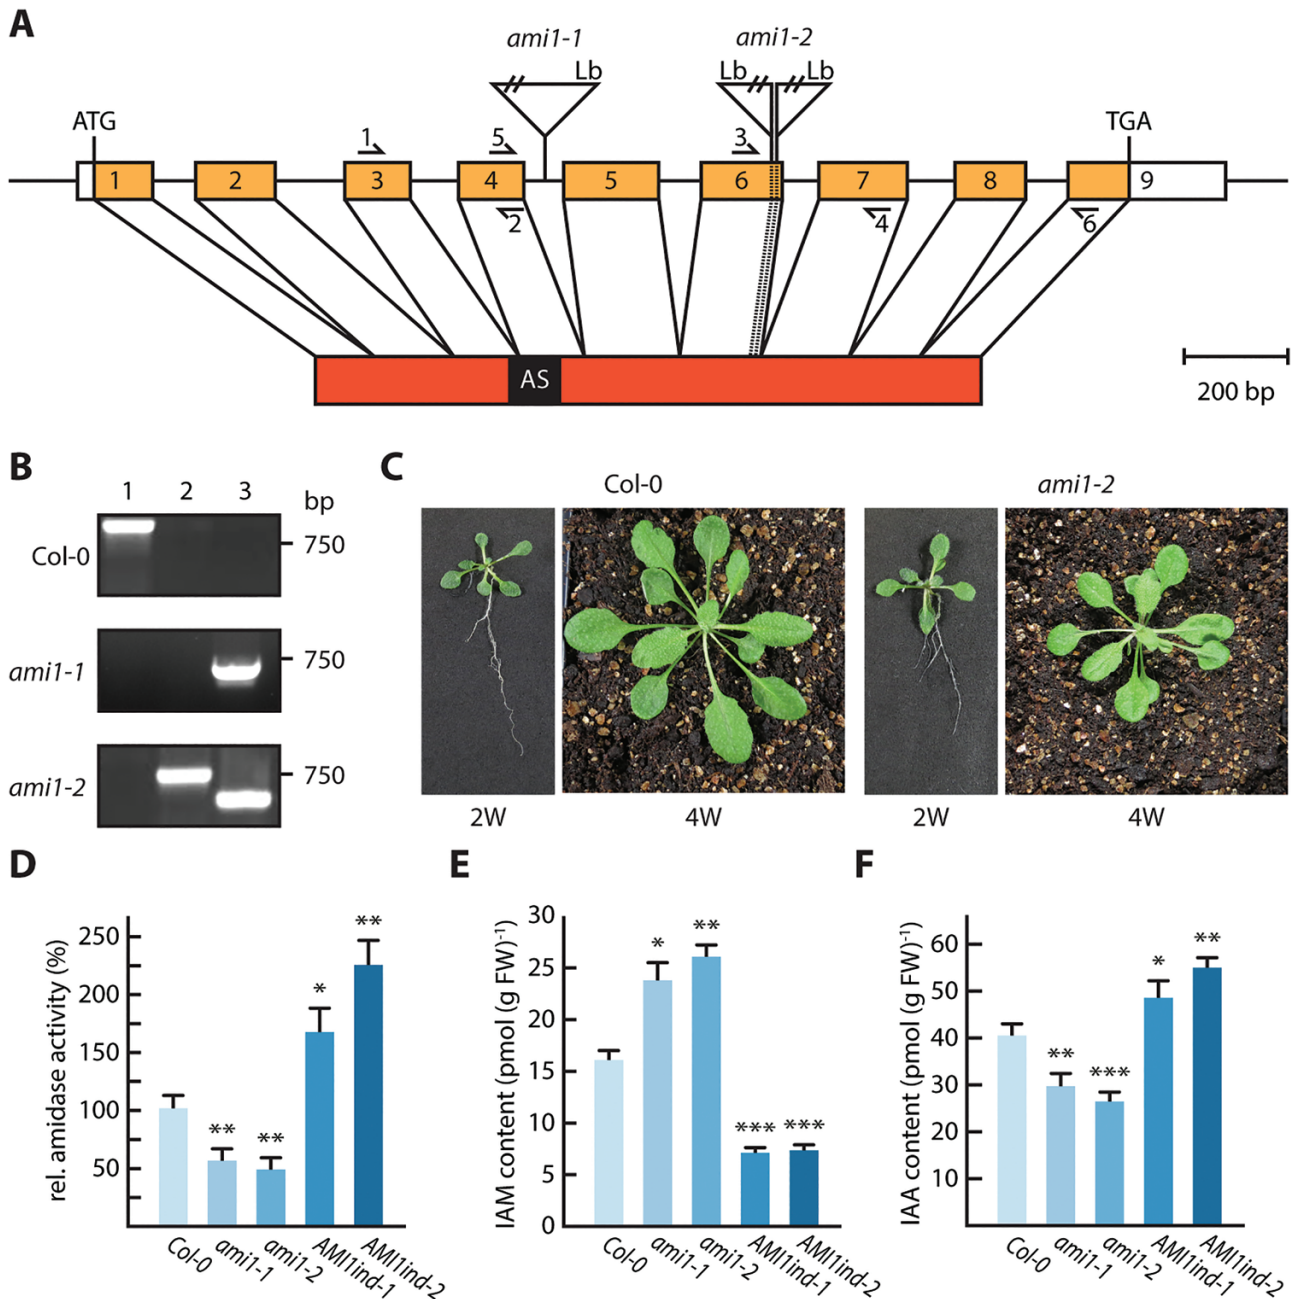 A
ami1-1 ami1-2
Lb Lb Lb
ATG TGA
1 5 3
1 2 3 4 5 6 7 8 9
2 4 6
AS
200 bp
B
1 2 3
bp
Col-0 750
ami1-1 750
ami1-2 750
C
Col-0 ami1-2
2W 4W 2W 4W
D
rel. amidase activity (%)
250
200
150
100
50
** ** * **
Col-0 ami1-1 ami1-2 AMI1ind-1 AMI1ind-2
E
IAM content (pmol (g FW)-1)
30
25
20
15
10
5
0
* ** *** ***
Col-0 ami1-1 ami1-2 AMI1ind-1 AMI1ind-2
F
IAA content (pmol (g FW)-1)
60
50
40
30
20
10
** *** * **
Col-0 ami1-1 ami1-2 AMI1ind-1 AMI1ind-2